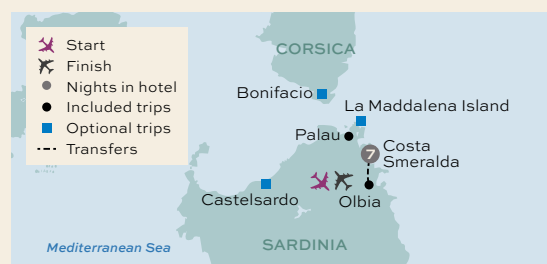 Start
Finish
Nights in hotel
Included trips
Optional trips
Transfers
CORSICA
Bonifacio
La Maddalena Island
Palau
7
Costa
Smeralda
Castelsardo
Olbia
Mediterranean Sea
SARDINIA